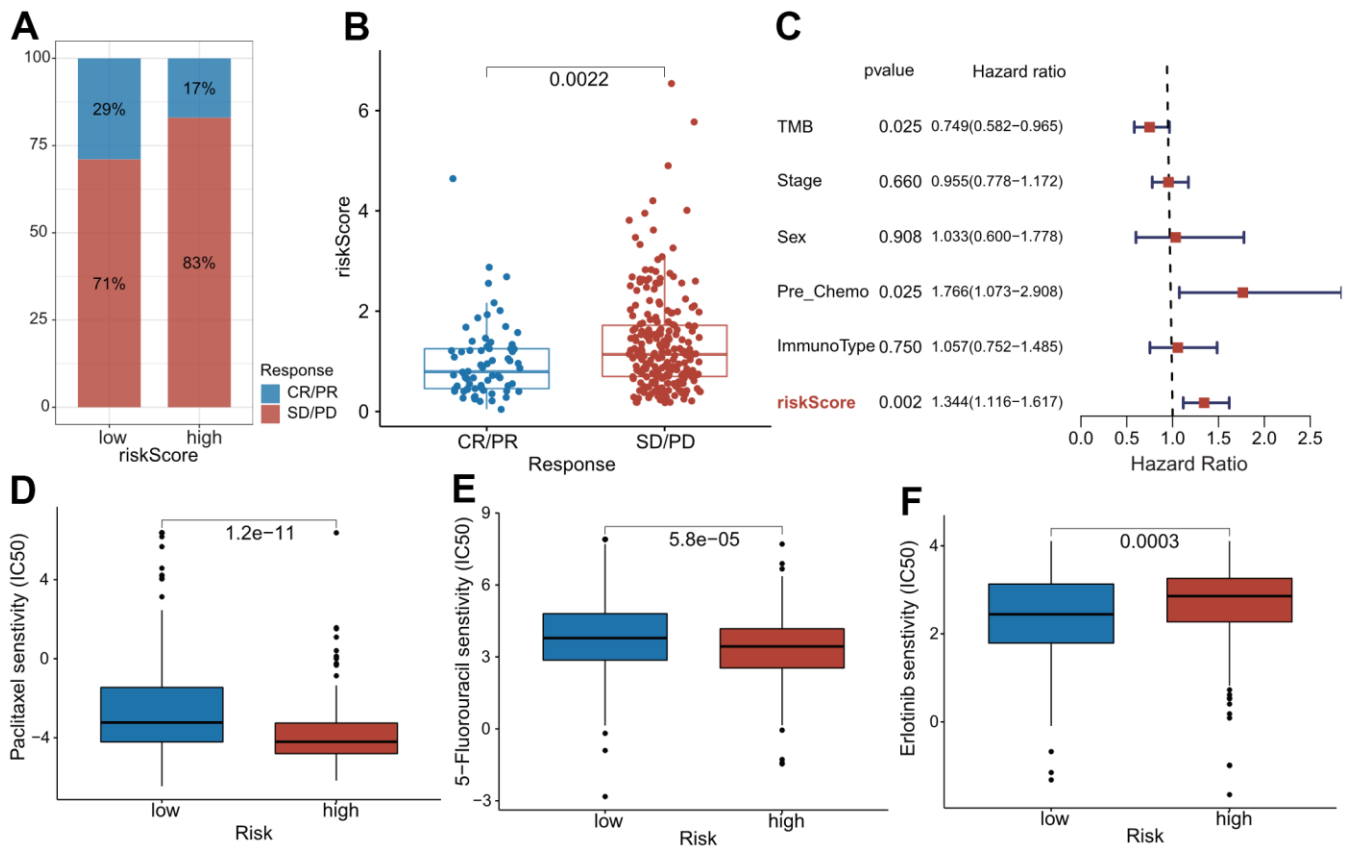 A
100
75
50
25
0
29%
17%
71%
83%
low
high
riskScore
Response
CR/PR
SD/PD
B
0.0022
riskScore
6
4
2
0
CR/PR
SD/PD
Response
C
pvalue
Hazard ratio
TMB 0.025 0.749(0.582−0.965)
Stage 0.660 0.955(0.778−1.172)
Sex 0.908 1.033(0.600−1.778)
Pre_Chemo 0.025 1.766(1.073−2.908)
ImmunoType 0.750 1.057(0.752−1.485)
riskScore 0.002 1.344(1.116−1.617)
0.0 0.5 1.0 1.5 2.0 2.5
Hazard Ratio
D
1.2e−11
Paclitaxel senstivity (IC50)
4
0
−4
low
high
Risk
E
5.8e−05
5−Fluorouracil senstivity (IC50)
9
6
3
0
−3
low
high
Risk
F
0.0003
Erlotinib senstivity (IC50)
4
2
0
low
high
Risk